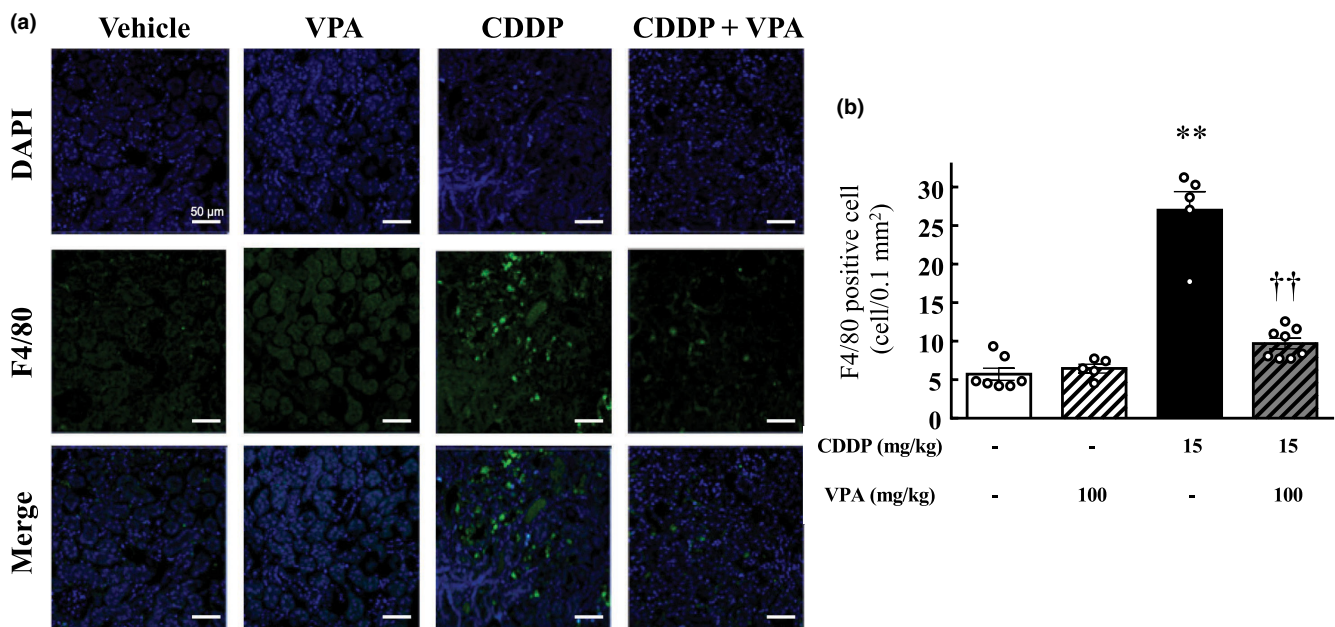 (a)
Vehicle VPA CDDP CDDP + VPA
DAPI
50 µm
F4/80
Merge
(b)
F4/80 positive cell
(cell/0.1 mm²)
30
25
20
15
10
5
0
**
††
CDDP (mg/kg) - - 15 15
VPA (mg/kg) - 100 - 100